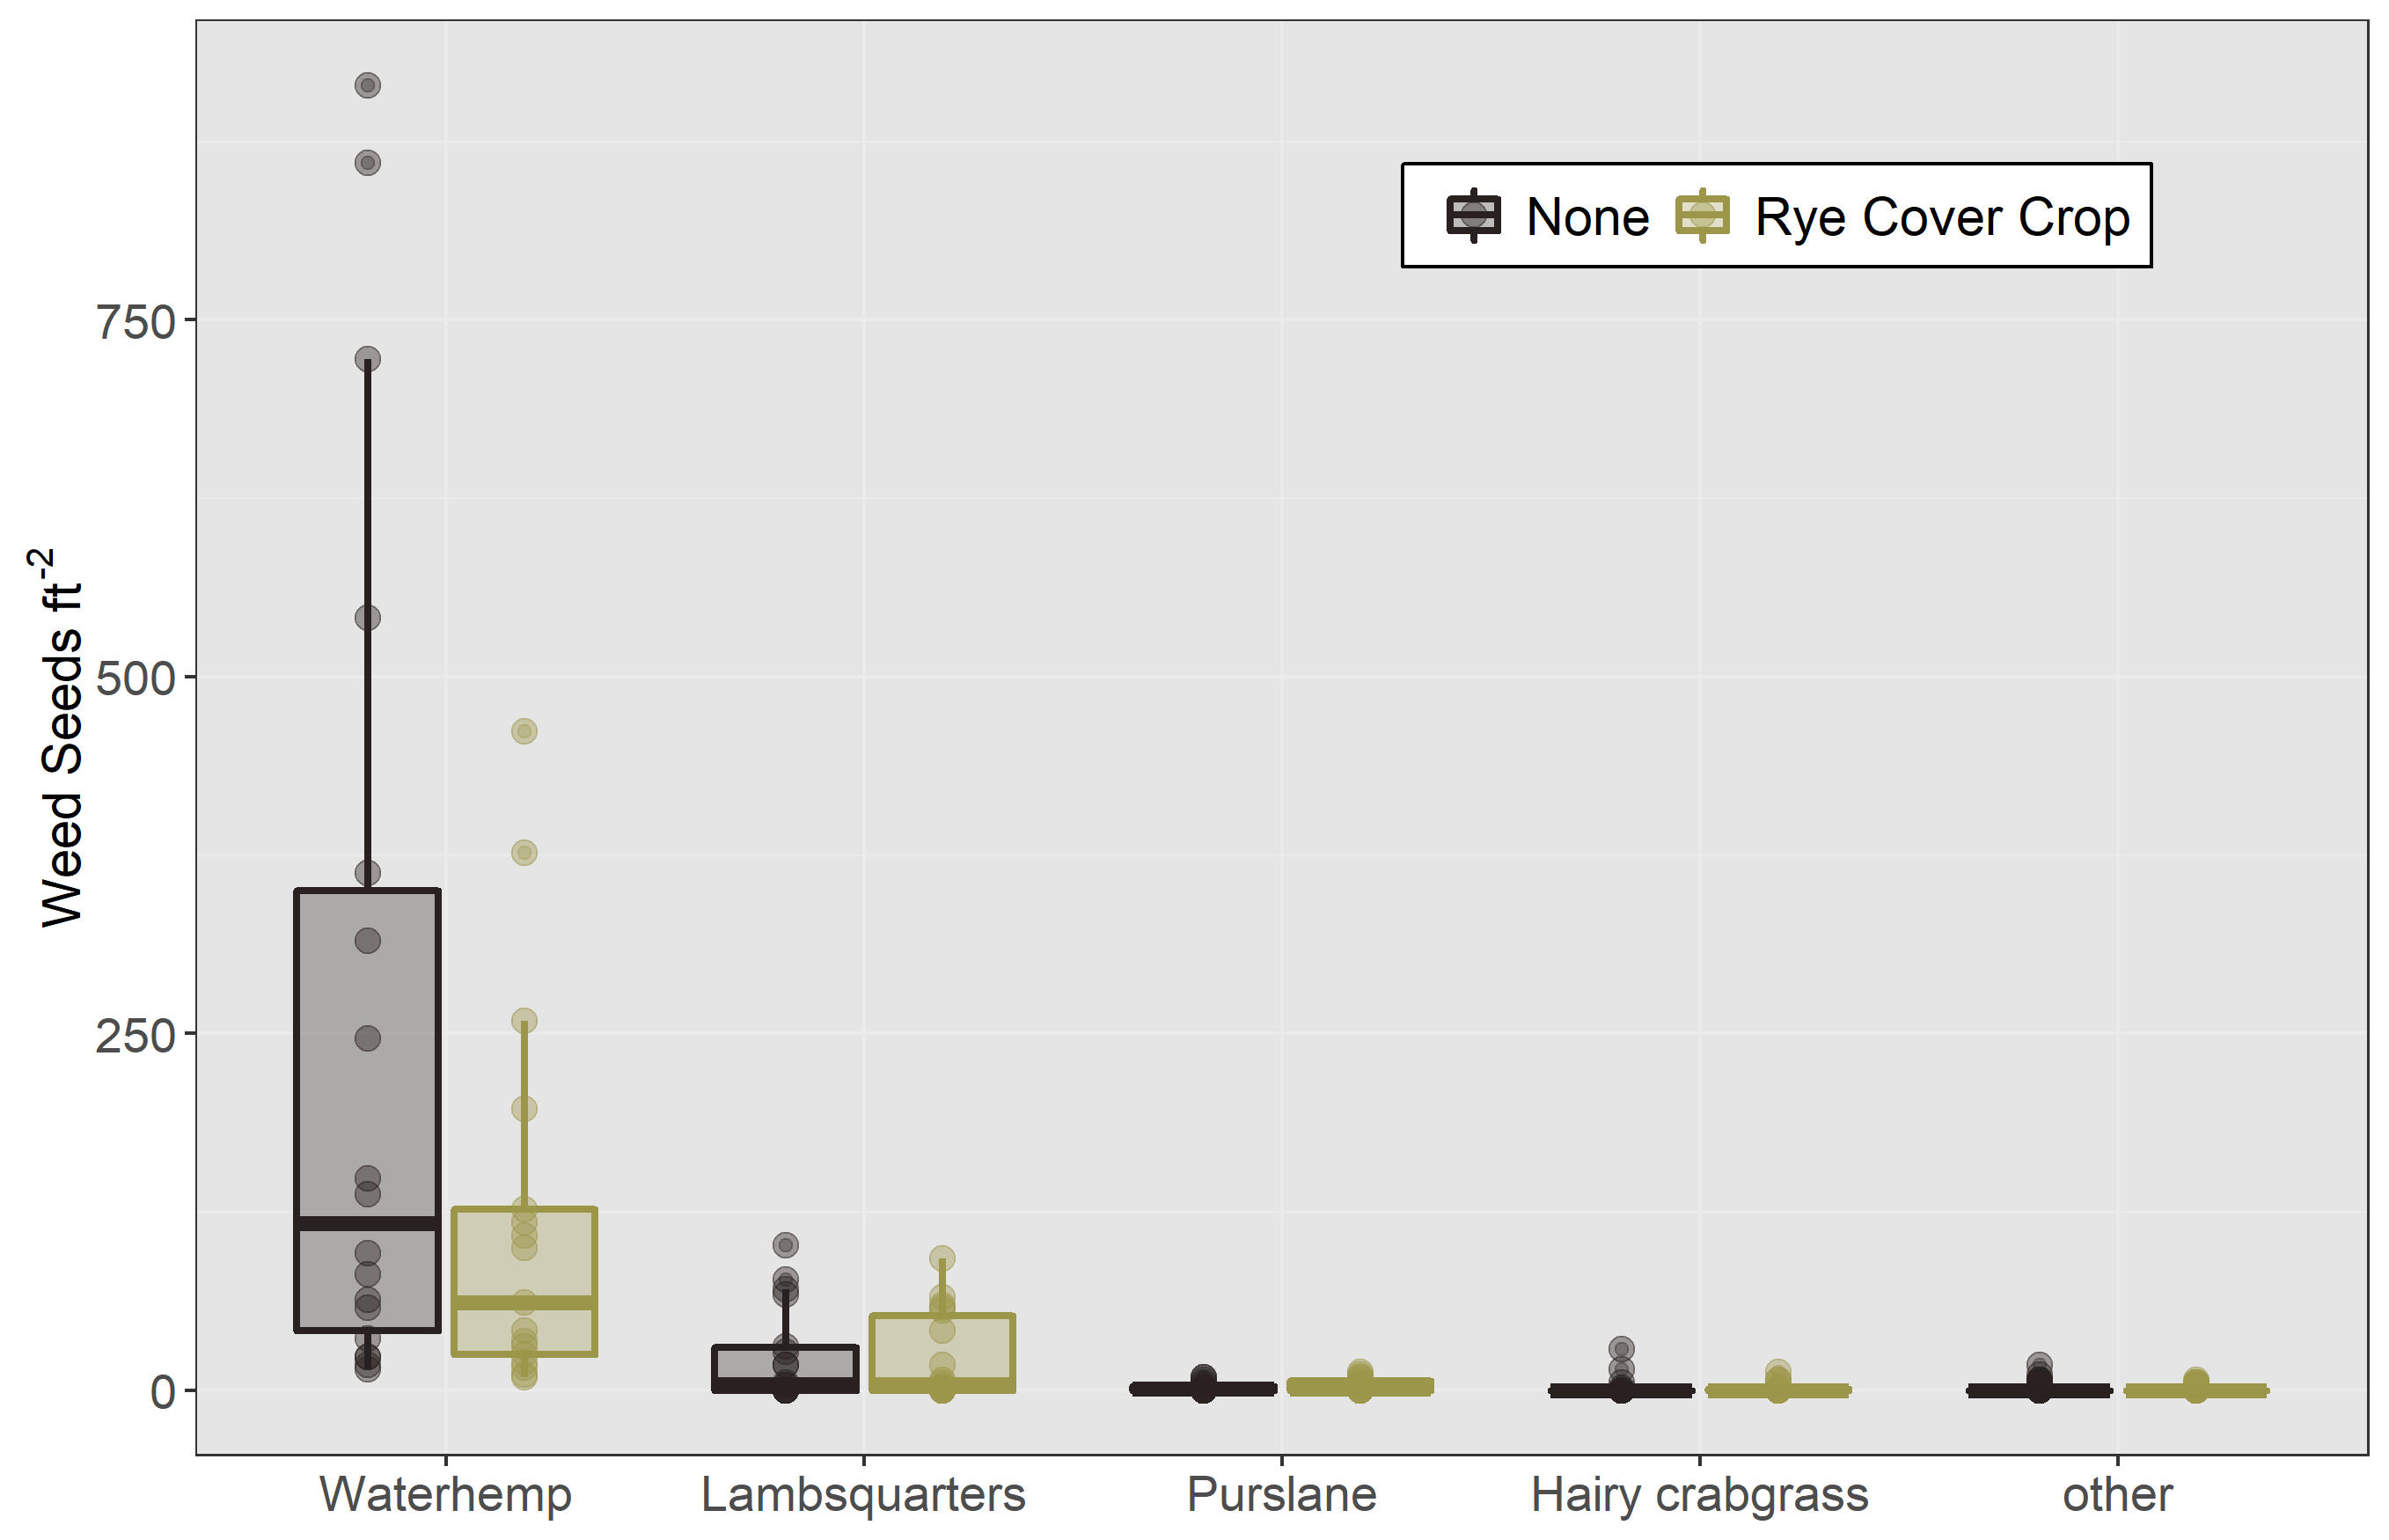 None Rye Cover Crop
Weed Seeds ft-2
750
500
250
0
Waterhemp Lambsquarters Purslane Hairy crabgrass other